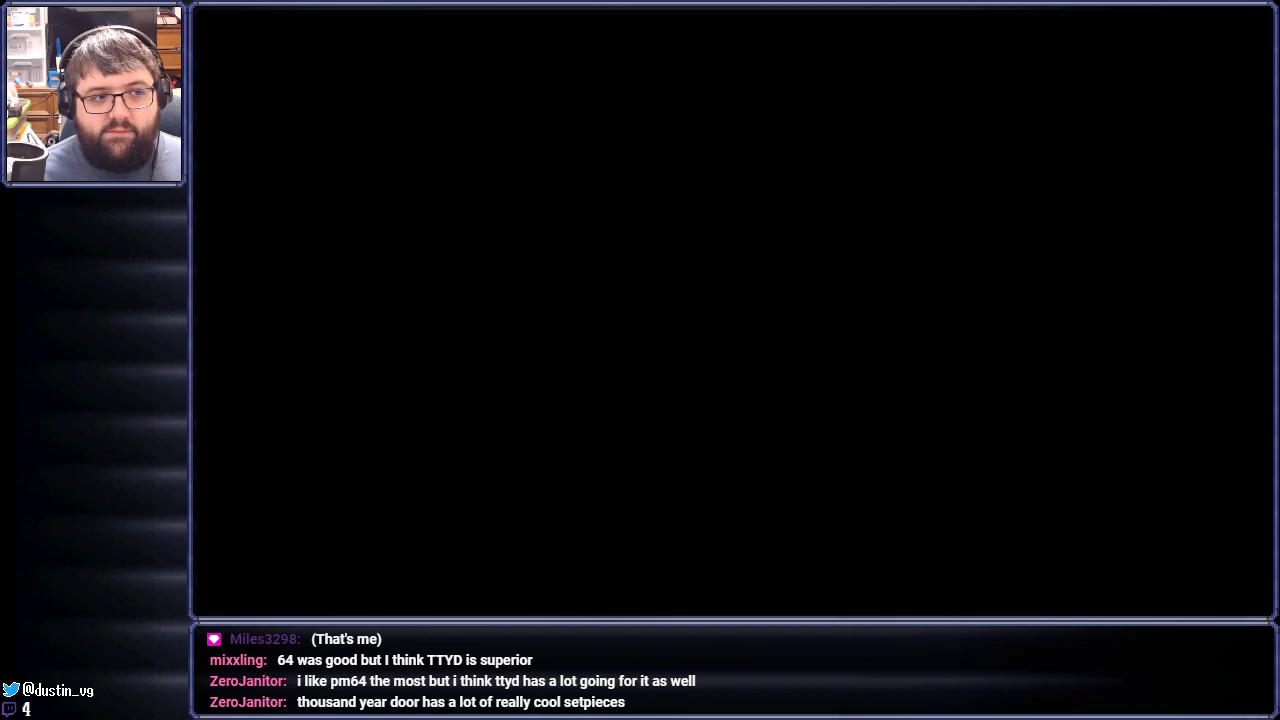 Miles3298: (That's me)
mixxling: 64 was good but I think TTYD is superior
ZeroJanitor: i like pm64 the most but i think ttyd has a lot going for it as well
ZeroJanitor: thousand year door has a lot of really cool setpieces
@dustin_vg
4